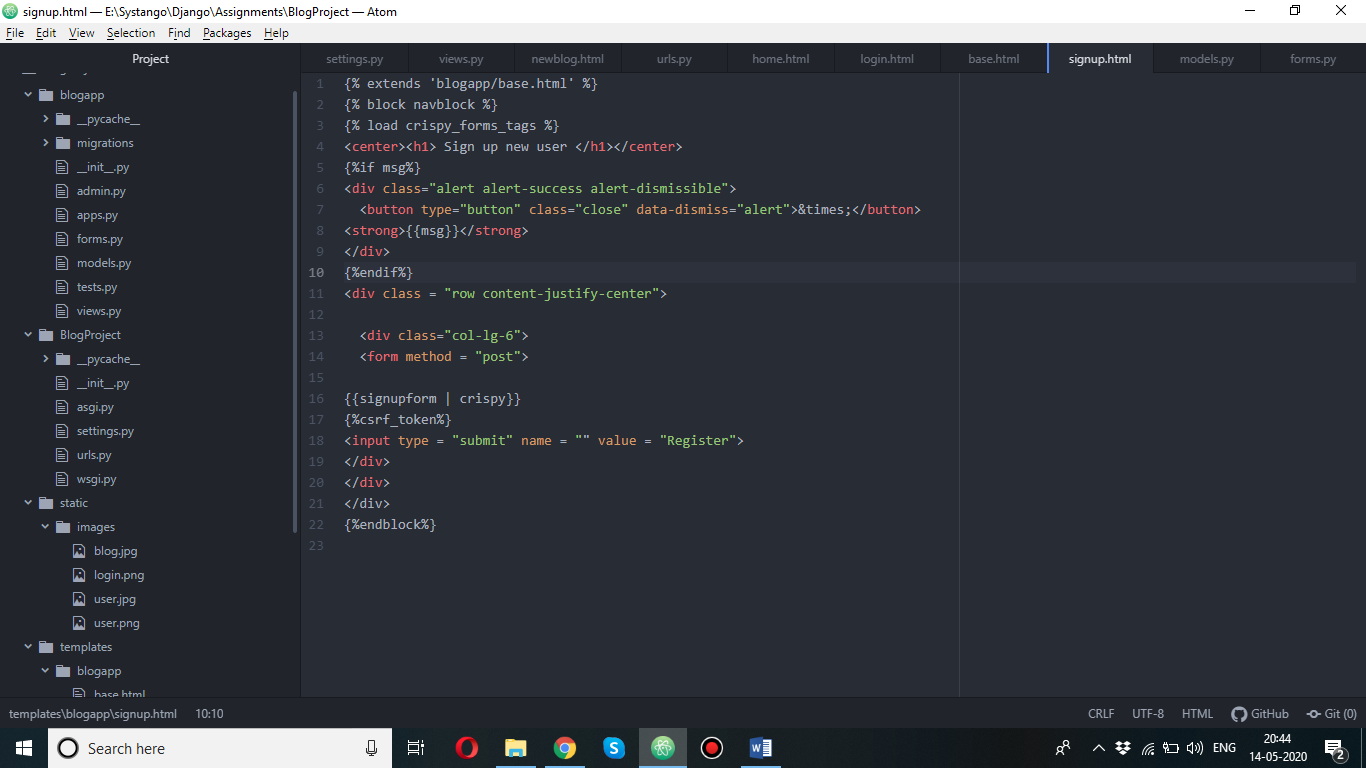 signup.html — E:\Systango\Django\Assignments\BlogProject — Atom
File Edit View Selection Find Packages Help
Project
settings.py views.py newblog.html urls.py home.html login.html base.html signup.html models.py forms.py
blogapp
__pycache__
migrations
__init__.py
admin.py
apps.py
forms.py
models.py
tests.py
views.py
BlogProject
__pycache__
__init__.py
asgi.py
settings.py
urls.py
wsgi.py
static
images
blog.jpg
login.png
user.jpg
user.png
templates
blogapp
base.html
1 {% extends 'blogapp/base.html' %}
2 {% block navblock %}
3 {% load crispy_forms_tags %}
4 <center><h1> Sign up new user </h1></center>
5 {%if msg%}
6 <div class="alert alert-success alert-dismissible">
7 <button type="button" class="close" data-dismiss="alert">&times;</button>
8 <strong>{{msg}}</strong>
9 </div>
10 {%endif%}
11 <div class = "row content-justify-center">
12
13 <div class="col-lg-6">
14 <form method = "post">
15
16 {{signupform | crispy}}
17 {%csrf_token%}
18 <input type = "submit" name = "" value = "Register">
19 </div>
20 </div>
21 </div>
22 {%endblock%}
23
templates\blogapp\signup.html 10:10 CRLF UTF-8 HTML GitHub Git (0)
Search here ENG 20:44
14-05-2020 2